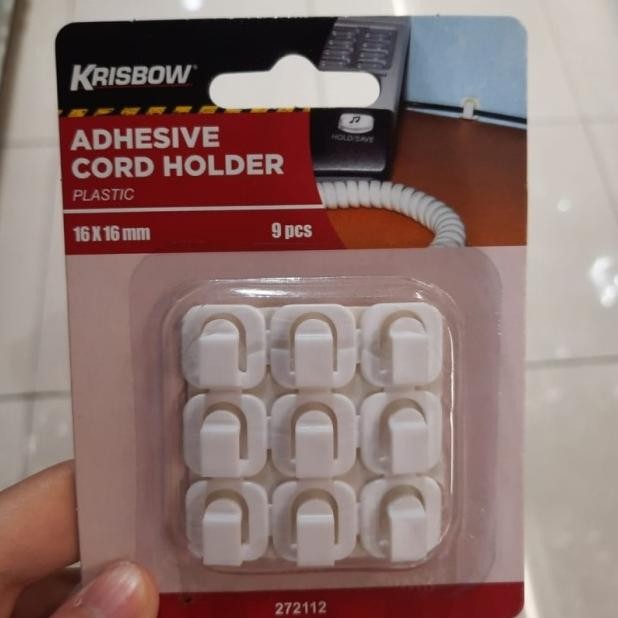 KRISBOW
HOLD/SAVE
ADHESIVE
CORD HOLDER
PLASTIC
16 X 16 mm 9 pcs
272112